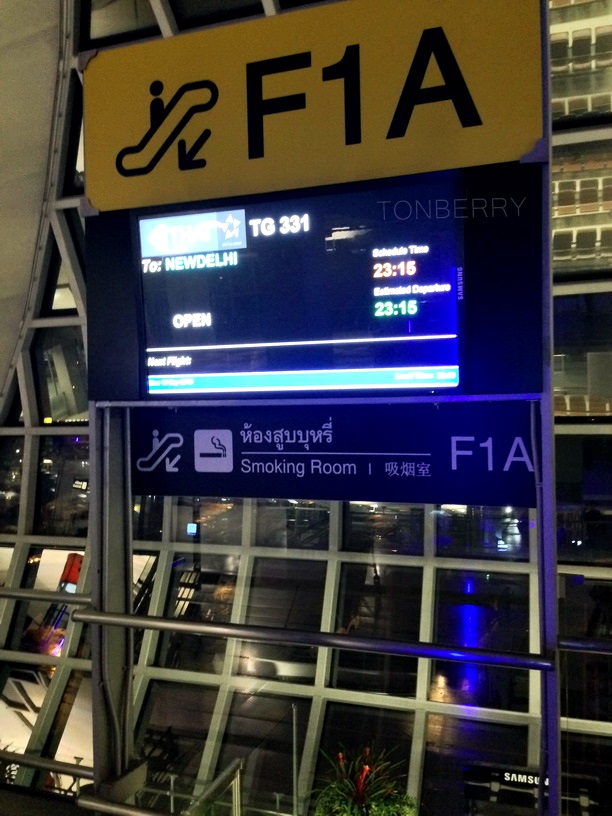 F1A
TONBERRY
TG 331
To: NEWDELHI
Schedule Time
23:15
Estimated Departure
23:15
OPEN
SAMSUNG
Next Flight:
ห้องสูบบุหรี่
Smoking Room | 吸烟室
F1A
SAMSUN